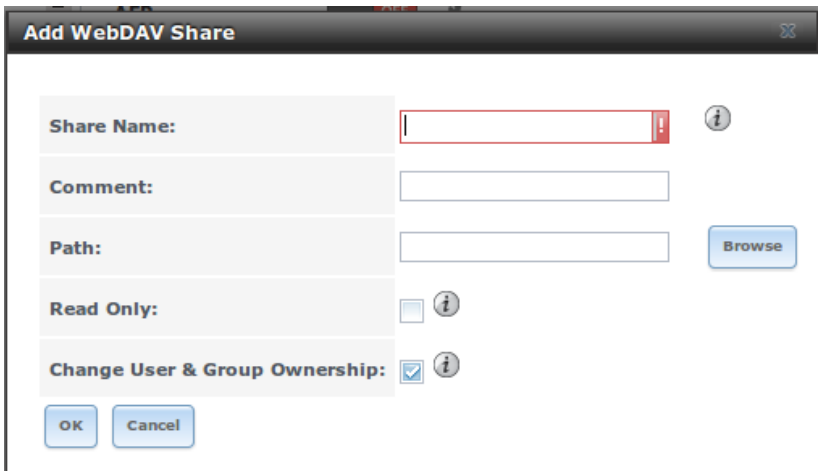 Add WebDAV Share
Share Name:
Comment:
Path:
Browse
Read Only:
Change User & Group Ownership:
OK
Cancel